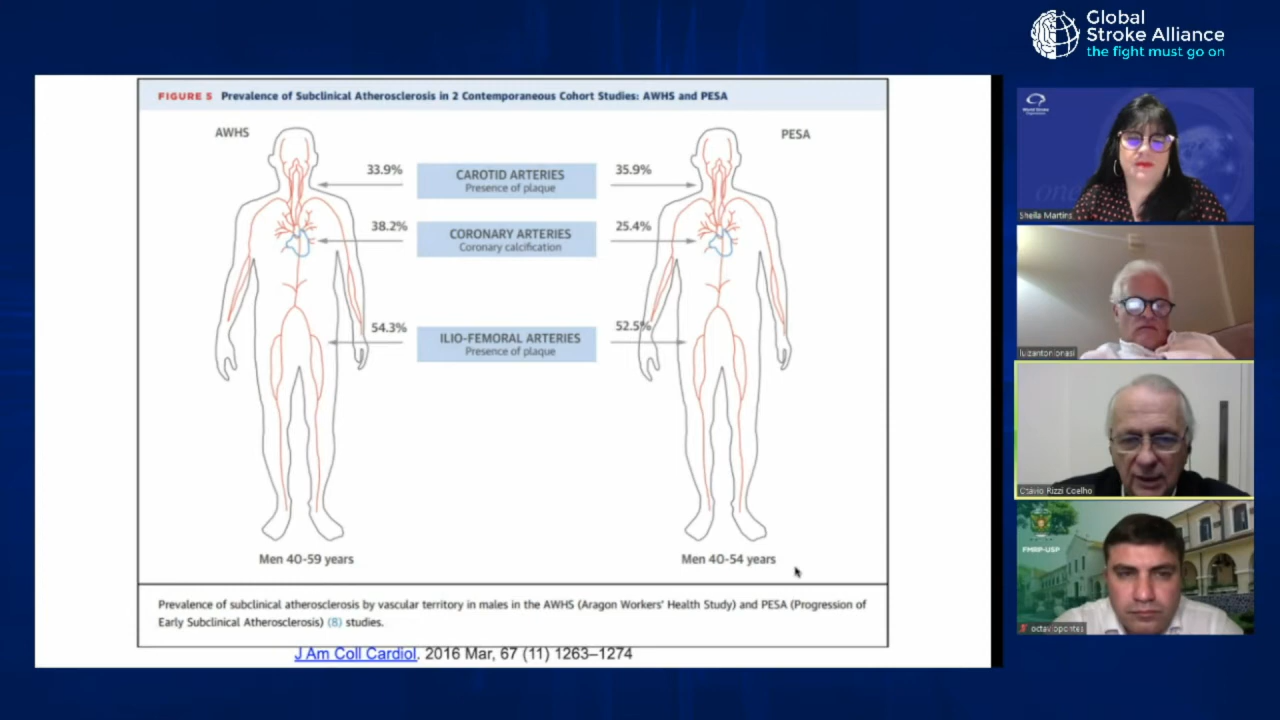 Global
Stroke Alliance
the fight must go on
FIGURE 5 Prevalence of Subclinical Atherosclerosis in 2 Contemporaneous Cohort Studies: AWHS and PESA
AWHS
PESA
33.9%
CAROTID ARTERIES
Presence of plaque
35.9%
38.2%
CORONARY ARTERIES
Coronary calcification
25.4%
54.3%
ILIO-FEMORAL ARTERIES
Presence of plaque
52.5%
Men 40-59 years
Men 40-54 years
Prevalence of subclinical atherosclerosis by vascular territory in males in the AWHS (Aragon Workers' Health Study) and PESA (Progression of
Early Subclinical Atherosclerosis) (8) studies.
J Am Coll Cardiol. 2016 Mar, 67 (11) 1263–1274
World Stroke
Sheila Martins
luizantonionasi
Otávio Rizzi Coelho
FMRP-USP
octaviopontes